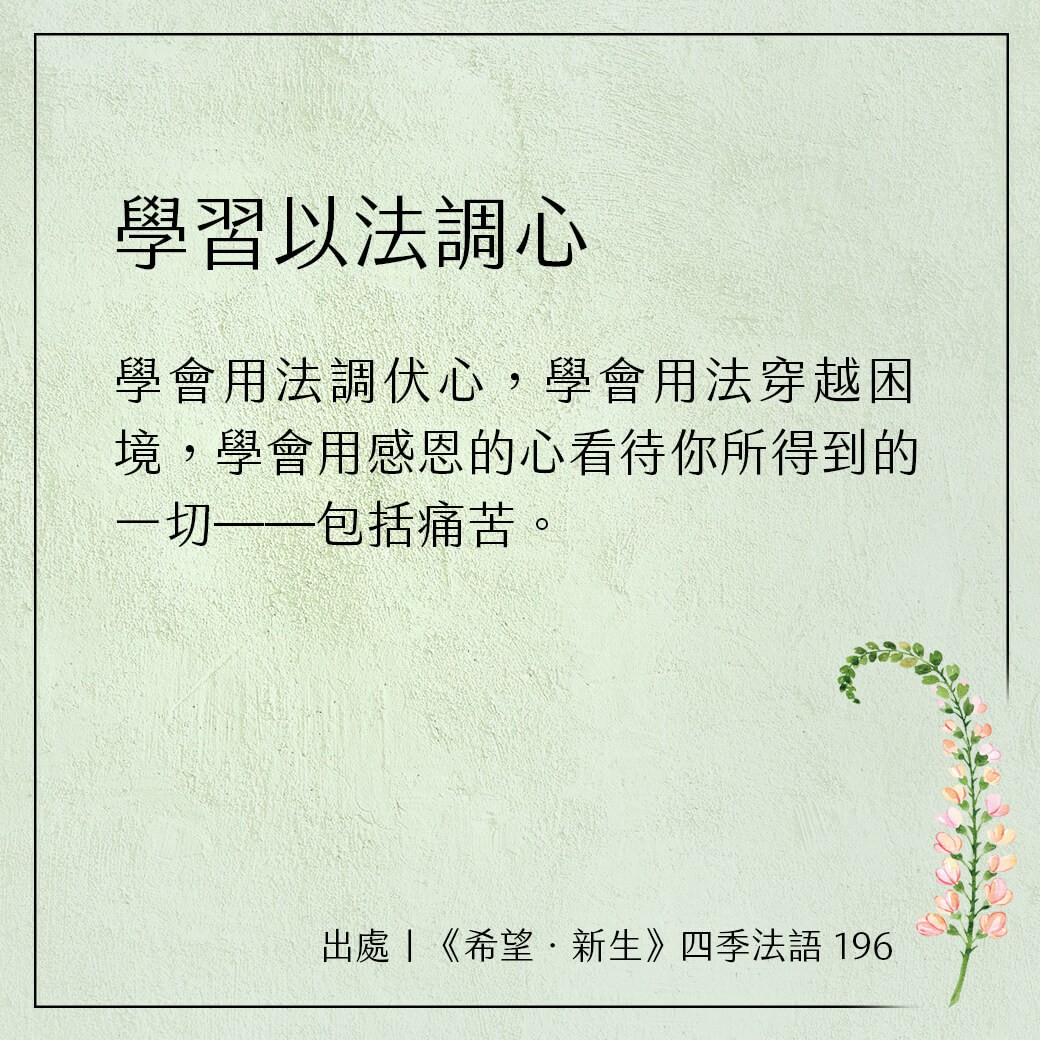 學習以法調心
學會用法調伏心，學會用法穿越困
境，學會用感恩的心看待你所得到的
一切——包括痛苦。
出處｜《希望．新生》四季法語 196